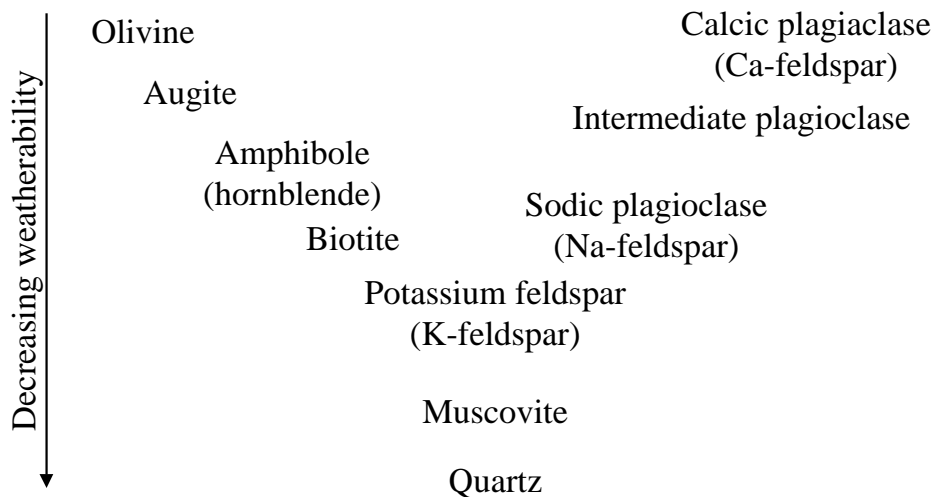 Decreasing weatherability
Olivine
Calcic plagiaclase
(Ca-feldspar)
Augite
Intermediate plagioclase
Amphibole
(hornblende)
Sodic plagioclase
(Na-feldspar)
Biotite
Potassium feldspar
(K-feldspar)
Muscovite
Quartz